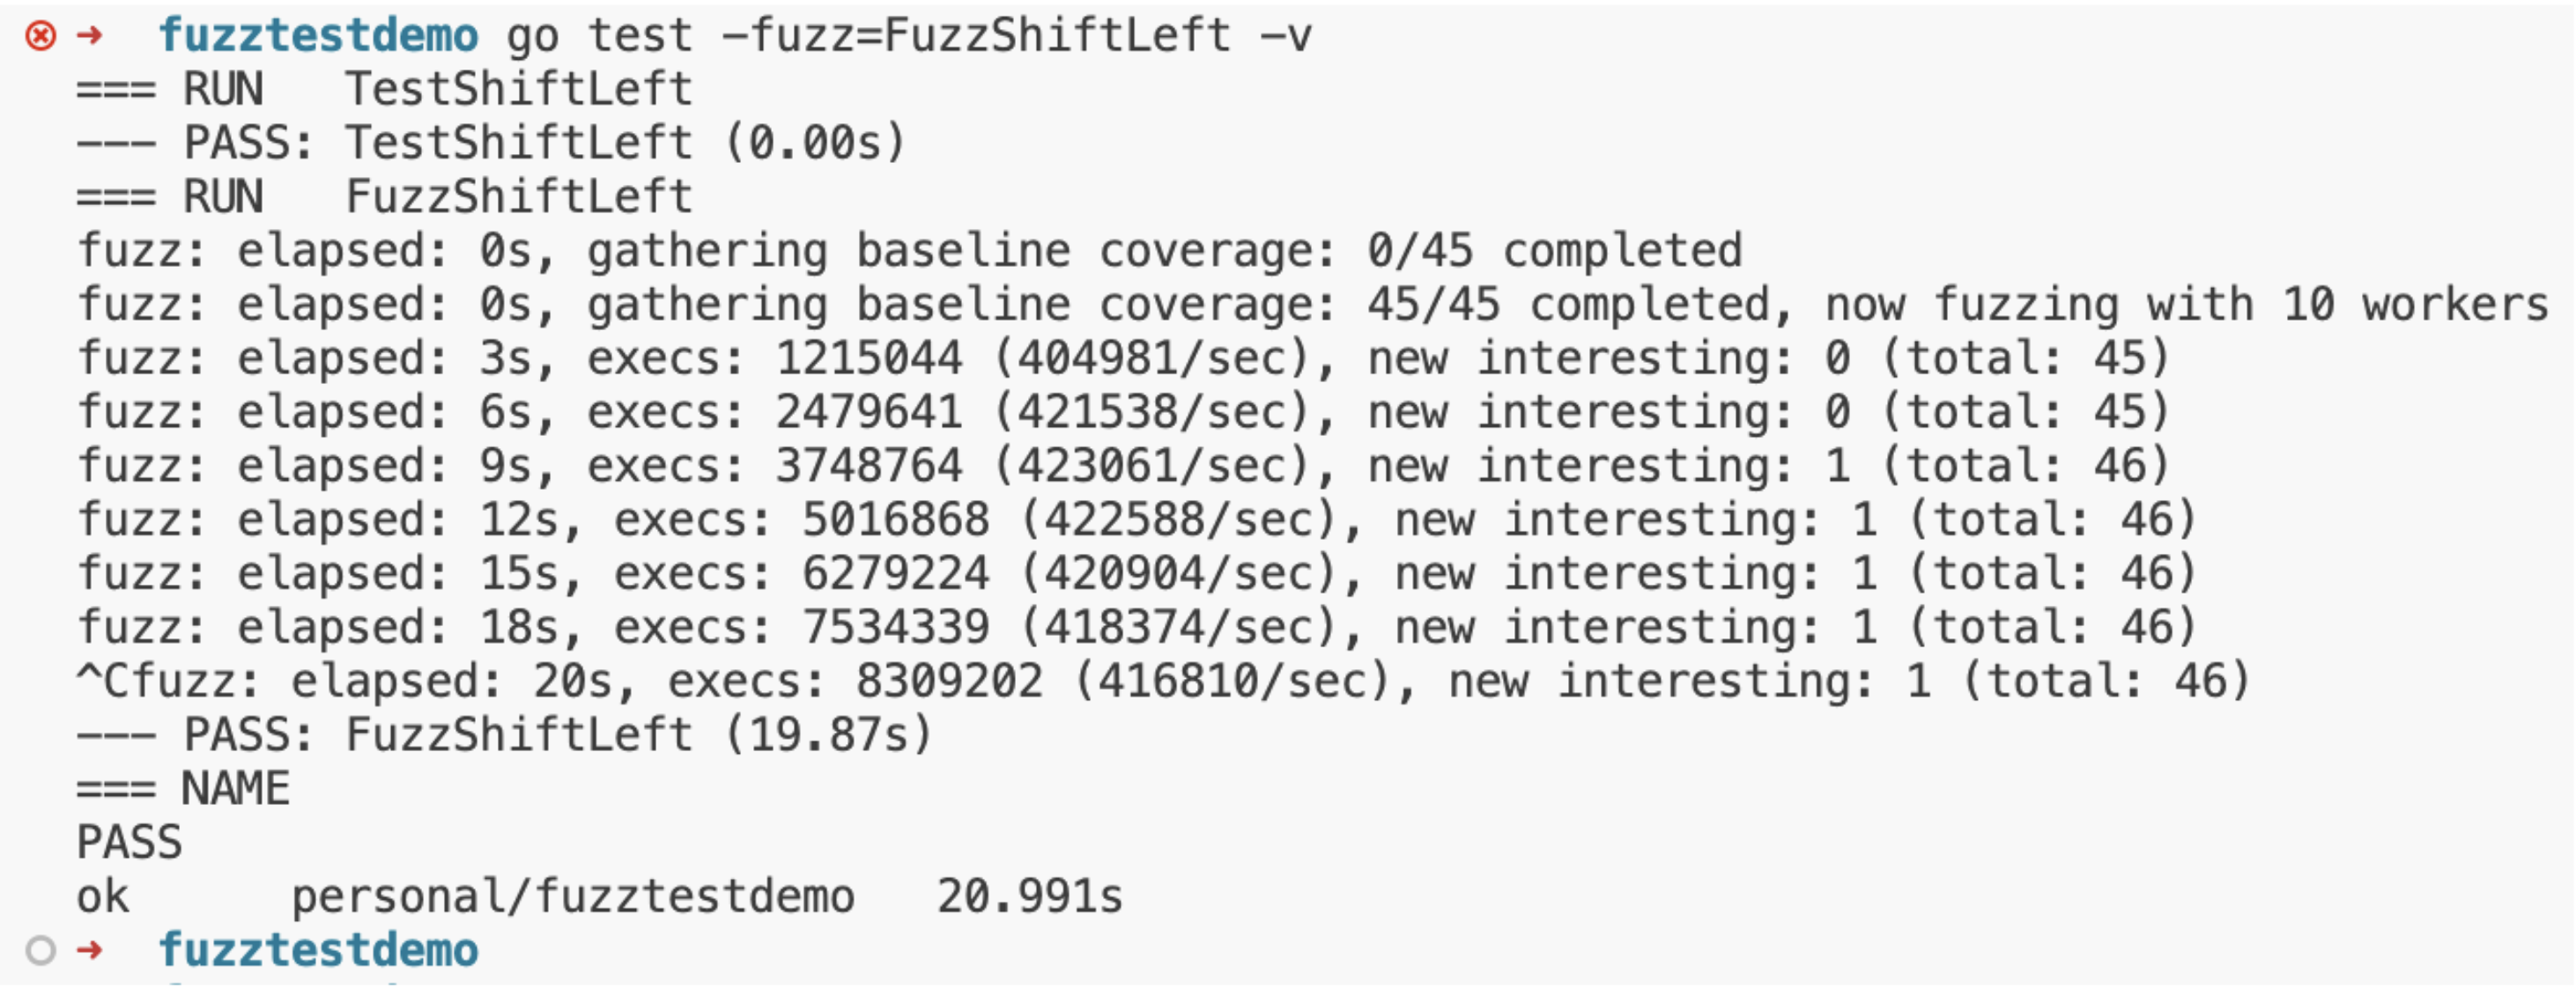 ➜  fuzztestdemo go test -fuzz=FuzzShiftLeft -v
=== RUN   TestShiftLeft
--- PASS: TestShiftLeft (0.00s)
=== RUN   FuzzShiftLeft
fuzz: elapsed: 0s, gathering baseline coverage: 0/45 completed
fuzz: elapsed: 0s, gathering baseline coverage: 45/45 completed, now fuzzing with 10 workers
fuzz: elapsed: 3s, execs: 1215044 (404981/sec), new interesting: 0 (total: 45)
fuzz: elapsed: 6s, execs: 2479641 (421538/sec), new interesting: 0 (total: 45)
fuzz: elapsed: 9s, execs: 3748764 (423061/sec), new interesting: 1 (total: 46)
fuzz: elapsed: 12s, execs: 5016868 (422588/sec), new interesting: 1 (total: 46)
fuzz: elapsed: 15s, execs: 6279224 (420904/sec), new interesting: 1 (total: 46)
fuzz: elapsed: 18s, execs: 7534339 (418374/sec), new interesting: 1 (total: 46)
^Cfuzz: elapsed: 20s, execs: 8309202 (416810/sec), new interesting: 1 (total: 46)
--- PASS: FuzzShiftLeft (19.87s)
=== NAME
PASS
ok      personal/fuzztestdemo   20.991s
➜  fuzztestdemo